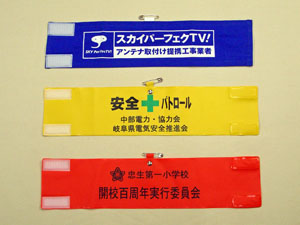 SKY PerfecTV!
スカイパーフェクTV!
アンテナ取付け提携工事業者
安全 パトロール
中部電力・協力会
岐阜県電気安全推進会
忠生第一小学校
開校百周年実行委員会